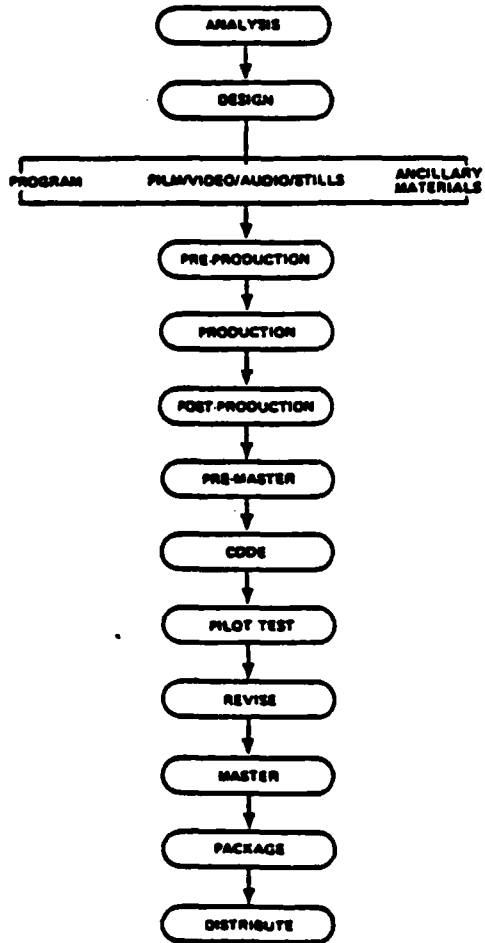 ANALYSIS
DESIGN
PROGRAM FILM/VIDEO/AUDIO/STILLS ANCILLARY
MATERIALS
PRE-PRODUCTION
PRODUCTION
POST-PRODUCTION
PRE-MASTER
CODE
PILOT TEST
REVISE
MASTER
PACKAGE
DISTRIBUTE